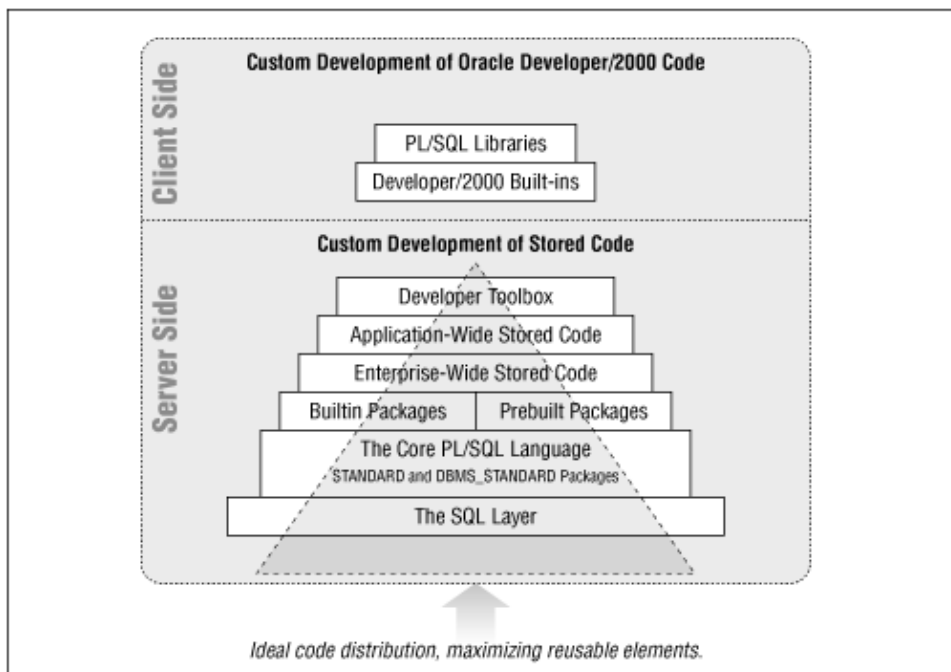 Client Side
Custom Development of Oracle Developer/2000 Code
PL/SQL Libraries
Developer/2000 Built-ins
Server Side
Custom Development of Stored Code
Developer Toolbox
Application-Wide Stored Code
Enterprise-Wide Stored Code
Builtin Packages
Prebuilt Packages
The Core PL/SQL Language
STANDARD and DBMS_STANDARD Packages
The SQL Layer
Ideal code distribution, maximizing reusable elements.